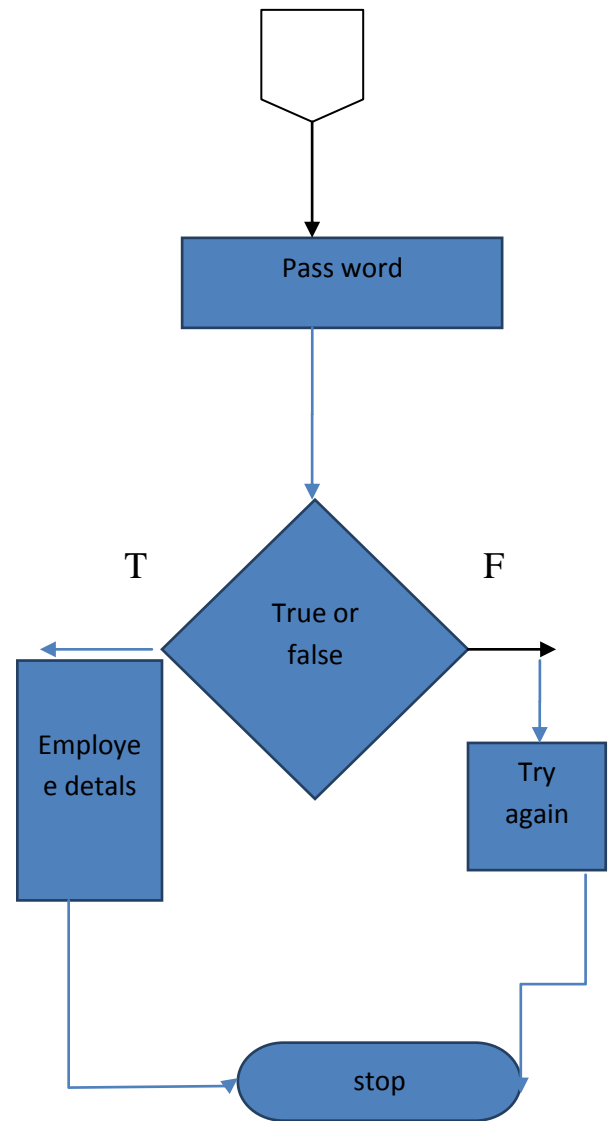 Pass word
T
F
True or
false
Employe
e detals
Try
again
stop